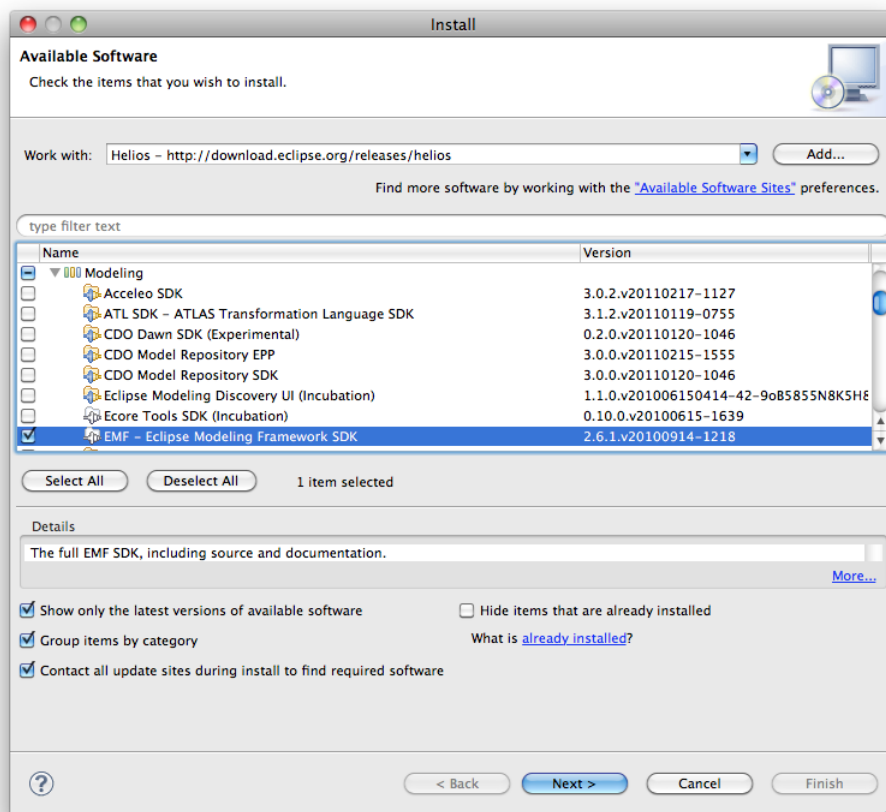 Install
Available Software
Check the items that you wish to install.
Work with: Helios – http://download.eclipse.org/releases/helios Add...
Find more software by working with the "Available Software Sites" preferences.
type filter text
Name Version
Modeling
Acceleo SDK 3.0.2.v20110217-1127
ATL SDK – ATLAS Transformation Language SDK 3.1.2.v20110119-0755
CDO Dawn SDK (Experimental) 0.2.0.v20110120-1046
CDO Model Repository EPP 3.0.0.v20110215-1555
CDO Model Repository SDK 3.0.0.v20110120-1046
Eclipse Modeling Discovery UI (Incubation) 1.1.0.v201006150414-42-9oB5855N8K5H8
Ecore Tools SDK (Incubation) 0.10.0.v20100615-1639
EMF – Eclipse Modeling Framework SDK 2.6.1.v20100914-1218
Select All Deselect All 1 item selected
Details
The full EMF SDK, including source and documentation.
More...
Show only the latest versions of available software Hide items that are already installed
Group items by category What is already installed?
Contact all update sites during install to find required software
? < Back Next > Cancel Finish